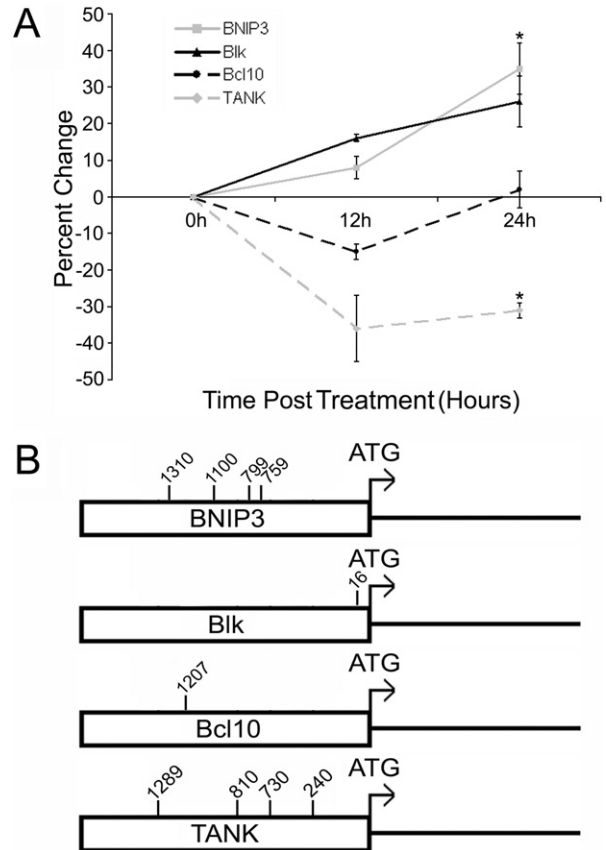 A
50
40
30
20
10
0
-10
-20
-30
-40
-50
Percent Change
BNIP3
Blk
Bcl10
TANK
*
0h 12h 24h
*
Time Post Treatment (Hours)
B
1310 1100 799 759 ATG
BNIP3
16 ATG
Blk
1207 ATG
Bcl10
1289 810 730 240 ATG
TANK